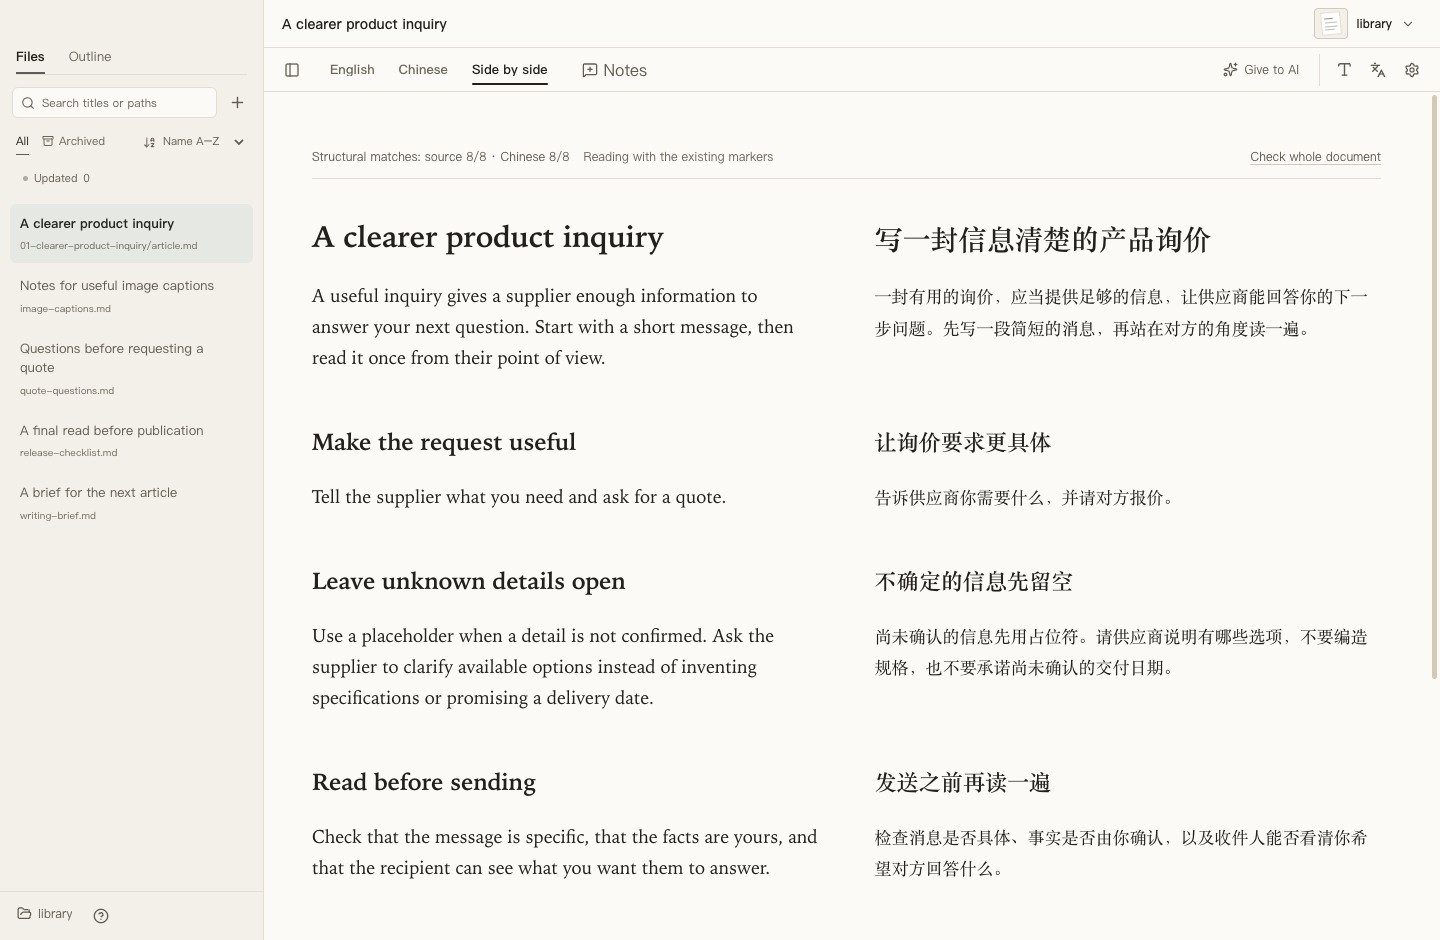 A clearer product inquiry
library
Files
Outline
English
Chinese
Side by side
Notes
Give to AI
Search titles or paths
All
Archived
Name A–Z
Updated 0
A clearer product inquiry
01-clearer-product-inquiry/article.md
Notes for useful image captions
image-captions.md
Questions before requesting a
quote
quote-questions.md
A final read before publication
release-checklist.md
A brief for the next article
writing-brief.md
library
Structural matches: source 8/8 · Chinese 8/8
Reading with the existing markers
Check whole document
A clearer product inquiry
写一封信息清楚的产品询价
A useful inquiry gives a supplier enough information to
answer your next question. Start with a short message, then
read it once from their point of view.
一封有用的询价，应当提供足够的信息，让供应商能回答你的下一
步问题。先写一段简短的消息，再站在对方的角度读一遍。
Make the request useful
让询价要求更具体
Tell the supplier what you need and ask for a quote.
告诉供应商你需要什么，并请对方报价。
Leave unknown details open
不确定的信息先留空
Use a placeholder when a detail is not confirmed. Ask the
supplier to clarify available options instead of inventing
specifications or promising a delivery date.
尚未确认的信息先用占位符。请供应商说明有哪些选项，不要编造
规格，也不要承诺尚未确认的交付日期。
Read before sending
发送之前再读一遍
Check that the message is specific, that the facts are yours, and
that the recipient can see what you want them to answer.
检查消息是否具体、事实是否由你确认，以及收件人能否看清你希
望对方回答什么。